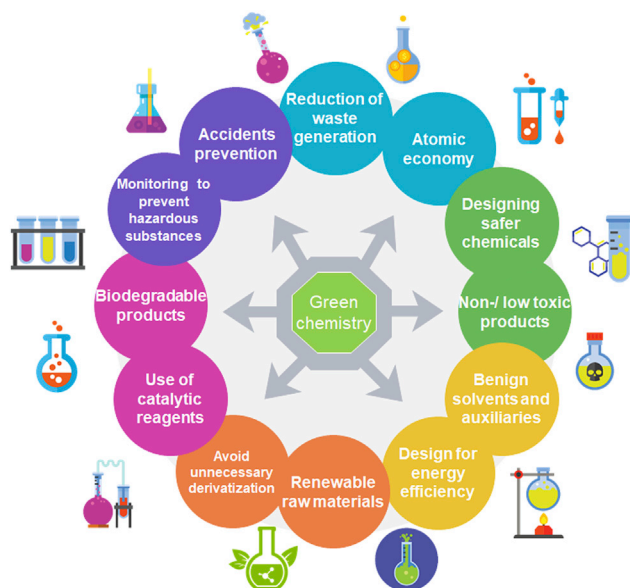 Reduction of
waste
generation
Atomic
economy
Designing
safer
chemicals
Non-/ low toxic
products
Benign
solvents and
auxiliaries
Design for
energy
efficiency
Renewable
raw materials
Avoid
unnecessary
derivatization
Use of
catalytic
reagents
Biodegradable
products
Monitoring to
prevent
hazardous
substances
Accidents
prevention
Green
chemistry